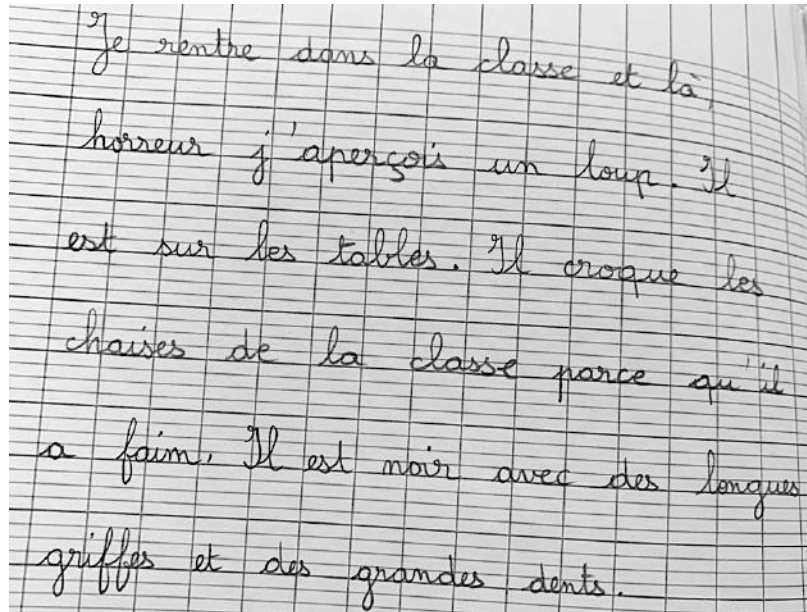 Je rentre dans la classe et là,
horreur j'aperçois un loup. Il
est sur les tables. Il croque les
chaises de la classe parce qu'il
a faim. Il est noir avec des longues
griffes et des grandes dents.